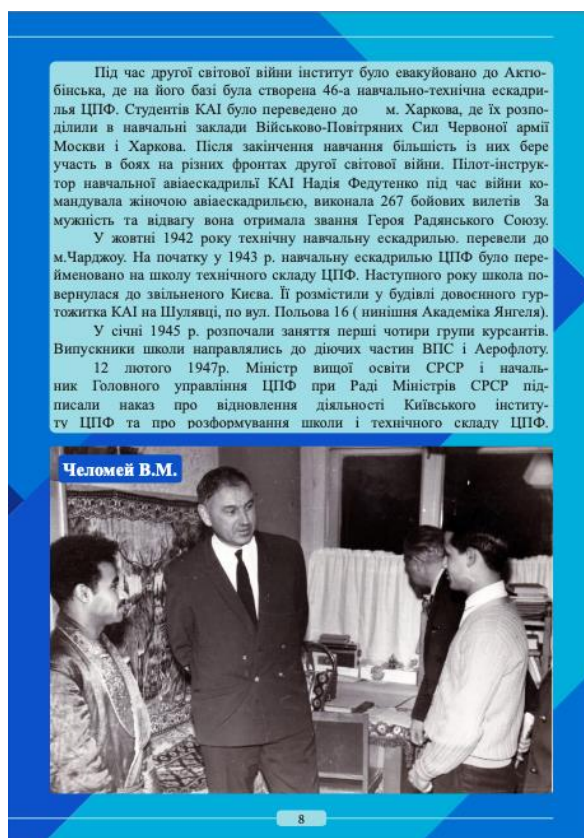 Під час другої світової війни інститут було евакуйовано до Актю-
бінська, де на його базі була створена 46-а навчально-технічна ескадри-
лья ЦПФ. Студентів КАІ було переведено до м. Харкова, де їх розпо-
ділили в навчальні заклади Військово-Повітряних Сил Червоної армії
Москви і Харкова. Після закінчення навчання більшість із них бере
участь в боях на різних фронтах другої світової війни. Пілот-інструк-
тор навчальної авіаескадрильї КАІ Надія Федутенко під час війни ко-
мандувала жіночою авіаескадрильєю, виконала 267 бойових вилетів За
мужність та відвагу вона отримала звання Героя Радянського Союзу.
У жовтні 1942 року технічну навчальну ескадрилью. перевели до
м.Чарджоу. На початку у 1943 р. навчальну ескадрилью ЦПФ було пере-
йменовано на школу технічного складу ЦПФ. Наступного року школа по-
вернулася до звільненого Києва. Її розмістили у будівлі довоєнного гур-
тожитка КАІ на Шулявці, по вул. Польова 16 ( нинішня Академіка Янгеля).
У січні 1945 р. розпочали заняття перші чотири групи курсантів.
Випускники школи направлялись до діючих частин ВПС і Аерофлоту.
12 лютого 1947р. Міністр вищої освіти СРСР і началь-
ник Головного управління ЦПФ при Раді Міністрів СРСР під-
писали наказ про відновлення діяльності Київського інститу-
ту ЦПФ та про розформування школи і технічного складу ЦПФ.
Челомей В.М.
8